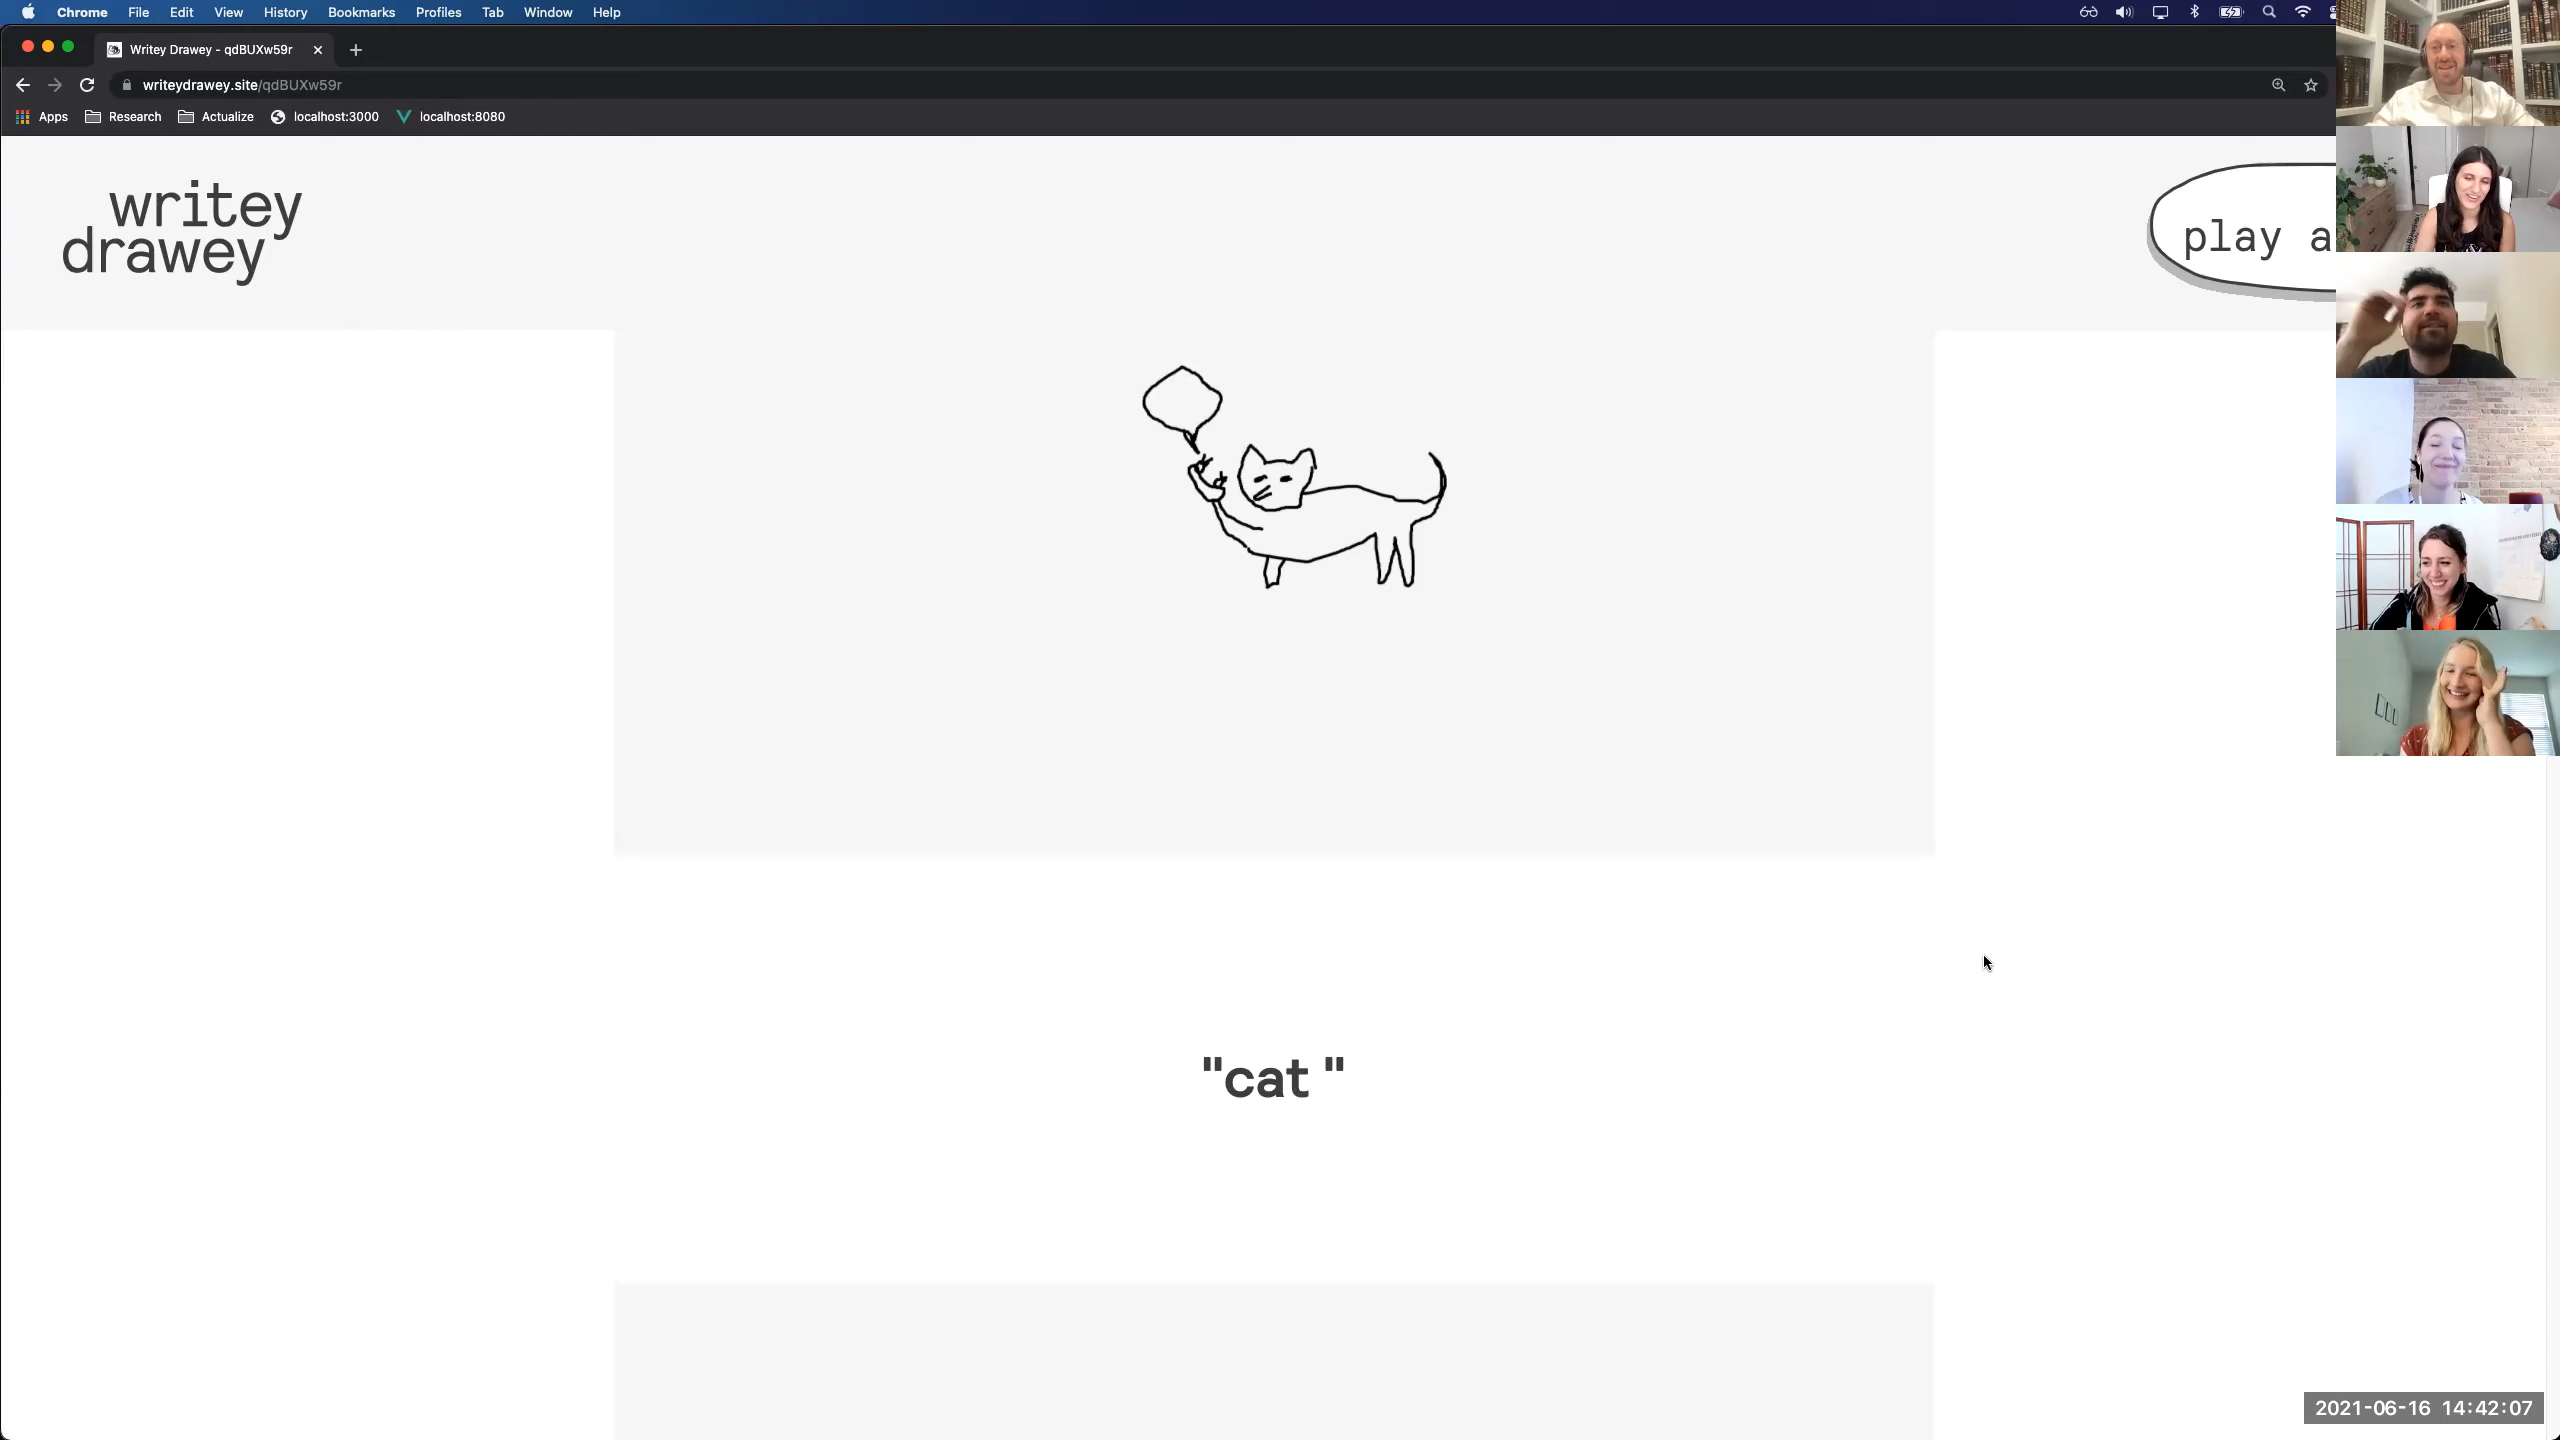 Chrome File Edit View History Bookmarks Profiles Tab Window Help
Writey Drawey - qdBUXw59r
writeydrawey.site/qdBUXw59r
Apps Research Actualize localhost:3000 localhost:8080
writey
drawey
play a
"cat "
2021-06-16 14:42:07